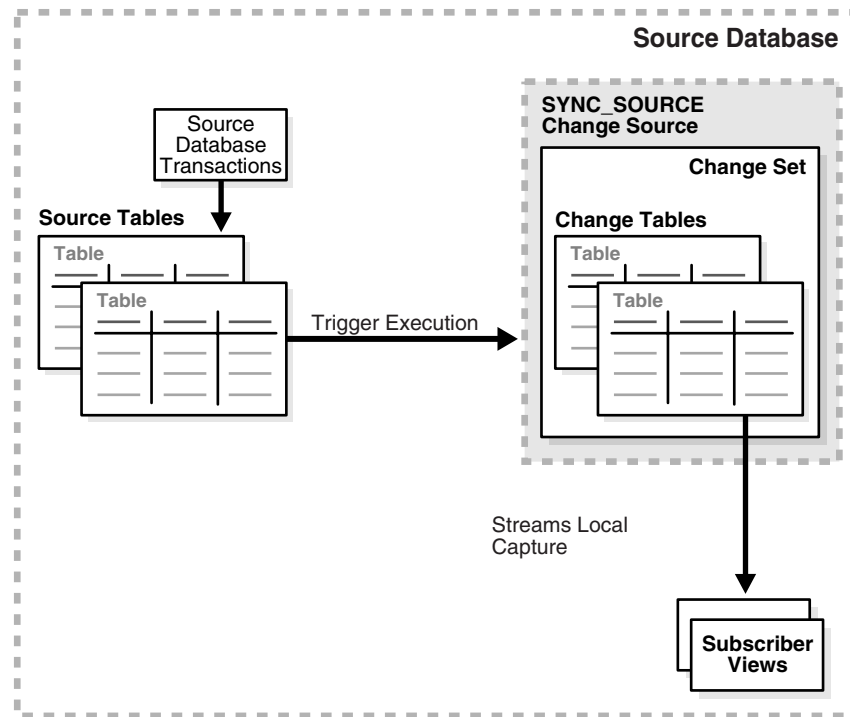 Source Database
SYNC_SOURCE
Change Source
Source
Database
Transactions
Change Set
Source Tables
Change Tables
Table
Table
Table
Table
Trigger Execution
Streams Local
Capture
Subscriber
Views